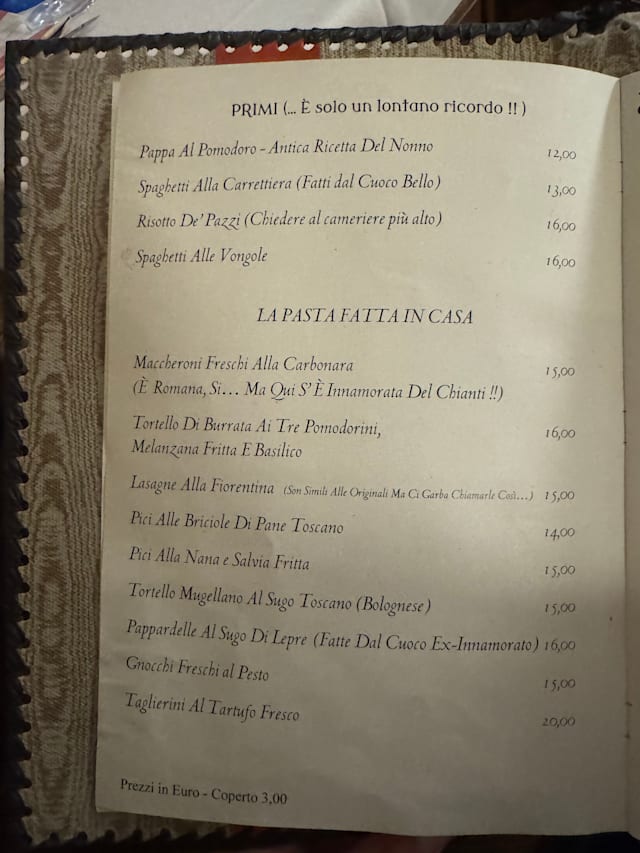 PRIMI (... È solo un lontano ricordo !! )
Pappa Al Pomodoro - Antica Ricetta Del Nonno 12,00
Spaghetti Alla Carrettiera (Fatti dal Cuoco Bello) 13,00
Risotto De' Pazzi (Chiedere al cameriere più alto) 16,00
Spaghetti Alle Vongole 16,00
LA PASTA FATTA IN CASA
Maccheroni Freschi Alla Carbonara 15,00
(È Romana, Si... Ma Qui S'È Innamorata Del Chianti !!)
Tortello Di Burrata Ai Tre Pomodorini, 16,00
Melanzana Fritta E Basilico
Lasagne Alla Fiorentina (Son Simili Alle Originali Ma Ci Garba Chiamarle Così...) 15,00
Pici Alle Briciole Di Pane Toscano 14,00
Pici Alla Nana e Salvia Fritta 15,00
Tortello Mugellano Al Sugo Toscano (Bolognese) 15,00
Pappardelle Al Sugo Di Lepre (Fatte Dal Cuoco Ex-Innamorato) 16,00
Gnocchi Freschi al Pesto 15,00
Taglierini Al Tartufo Fresco 20,00
Prezzi in Euro - Coperto 3,00